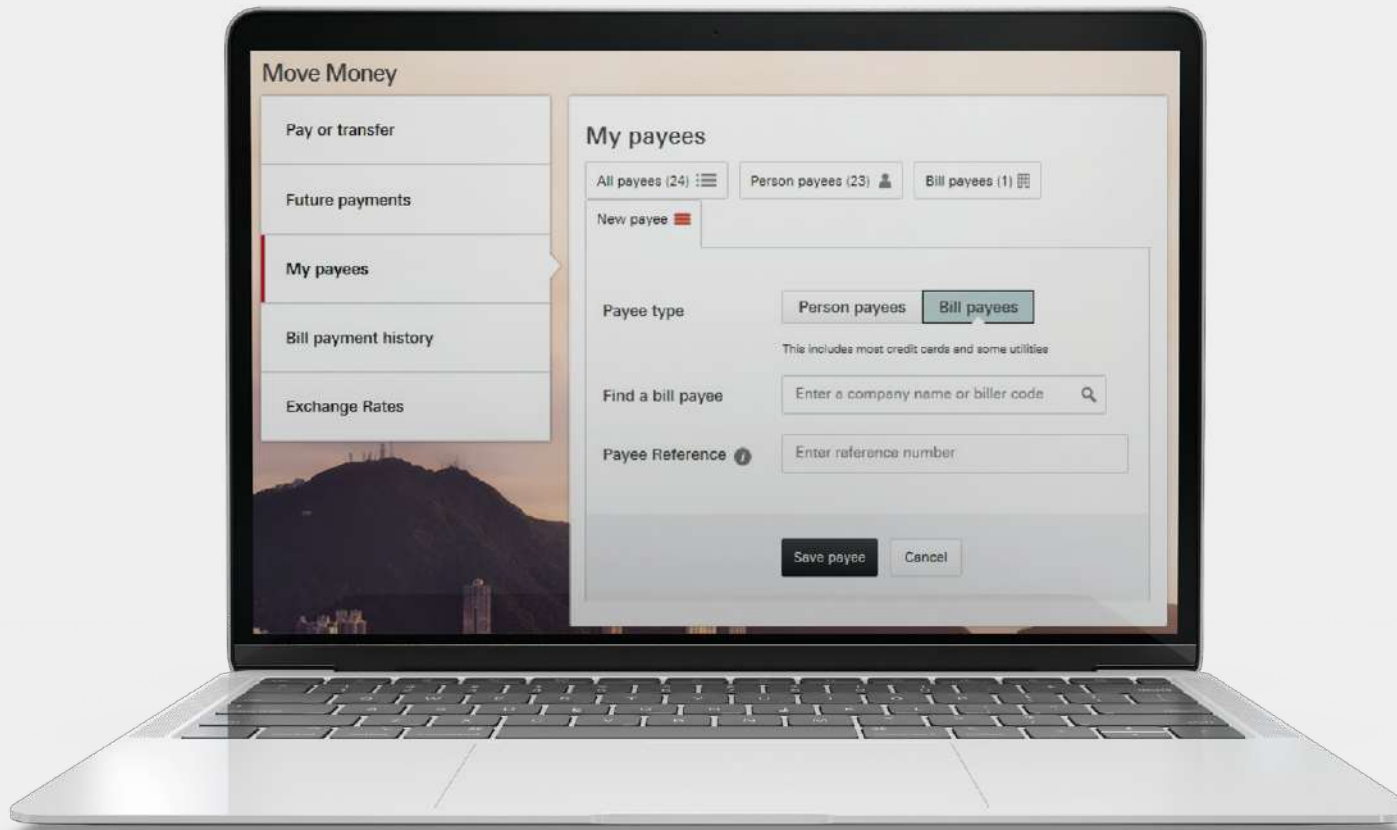 Move Money
Pay or transfer
Future payments
My payees
Bill payment history
Exchange Rates
My payees
All payees (24)
Person payees (23)
Bill payees (1)
New payee
Payee type
Person payees
Bill payees
This includes most credit cards and some utilities
Find a bill payee
Enter a company name or biller code
Payee Reference
Enter reference number
Save payee
Cancel